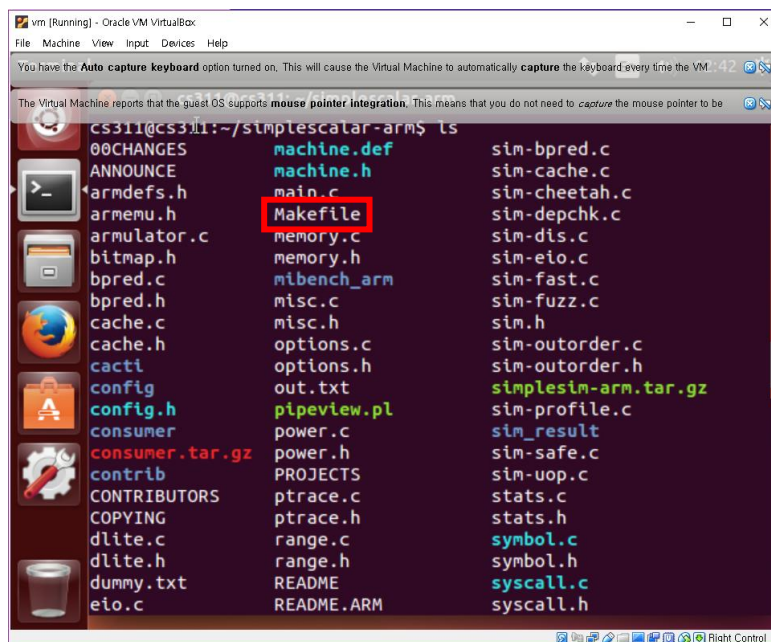 vm [Running] - Oracle VM VirtualBox
File Machine View Input Devices Help
You have the Auto capture keyboard option turned on. This will cause the Virtual Machine to automatically capture the keyboard every time the VM
The Virtual Machine reports that the guest OS supports mouse pointer integration. This means that you do not need to capture the mouse pointer to be
cs311@cs311:~/simplescalar-arm$ ls
00CHANGES machine.def sim-bpred.c
ANNOUNCE machine.h sim-cache.c
armdefs.h main.c sim-cheetah.c
armemu.h Makefile sim-depchk.c
armulator.c memory.c sim-dis.c
bitmap.h memory.h sim-eio.c
bpred.c mibench_arm sim-fast.c
bpred.h misc.c sim-fuzz.c
cache.c misc.h sim.h
cache.h options.c sim-outorder.c
cacti options.h sim-outorder.h
config out.txt simplesim-arm.tar.gz
config.h pipeview.pl sim-profile.c
consumer power.c sim_result
consumer.tar.gz power.h sim-safe.c
contrib PROJECTS sim-uop.c
CONTRIBUTORS ptrace.c stats.c
COPYING ptrace.h stats.h
dlite.c range.c symbol.c
dlite.h range.h symbol.h
dummy.txt README syscall.c
eio.c README.ARM syscall.h
Right Control